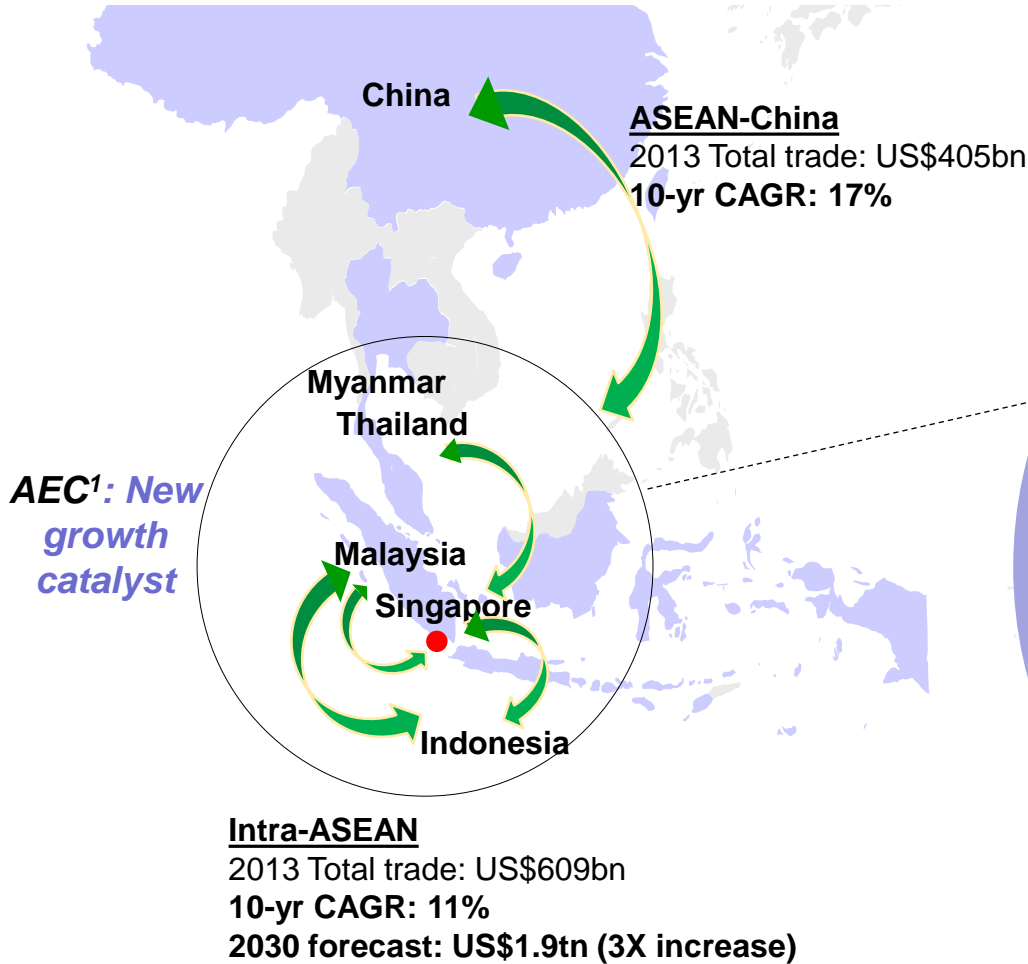 China
ASEAN-China
2013 Total trade: US$405bn
10-yr CAGR: 17%
Myanmar
Thailand
AEC¹: New
growth
catalyst
Malaysia
Singapore
Indonesia
Intra-ASEAN
2013 Total trade: US$609bn
10-yr CAGR: 11%
2030 forecast: US$1.9tn (3X increase)